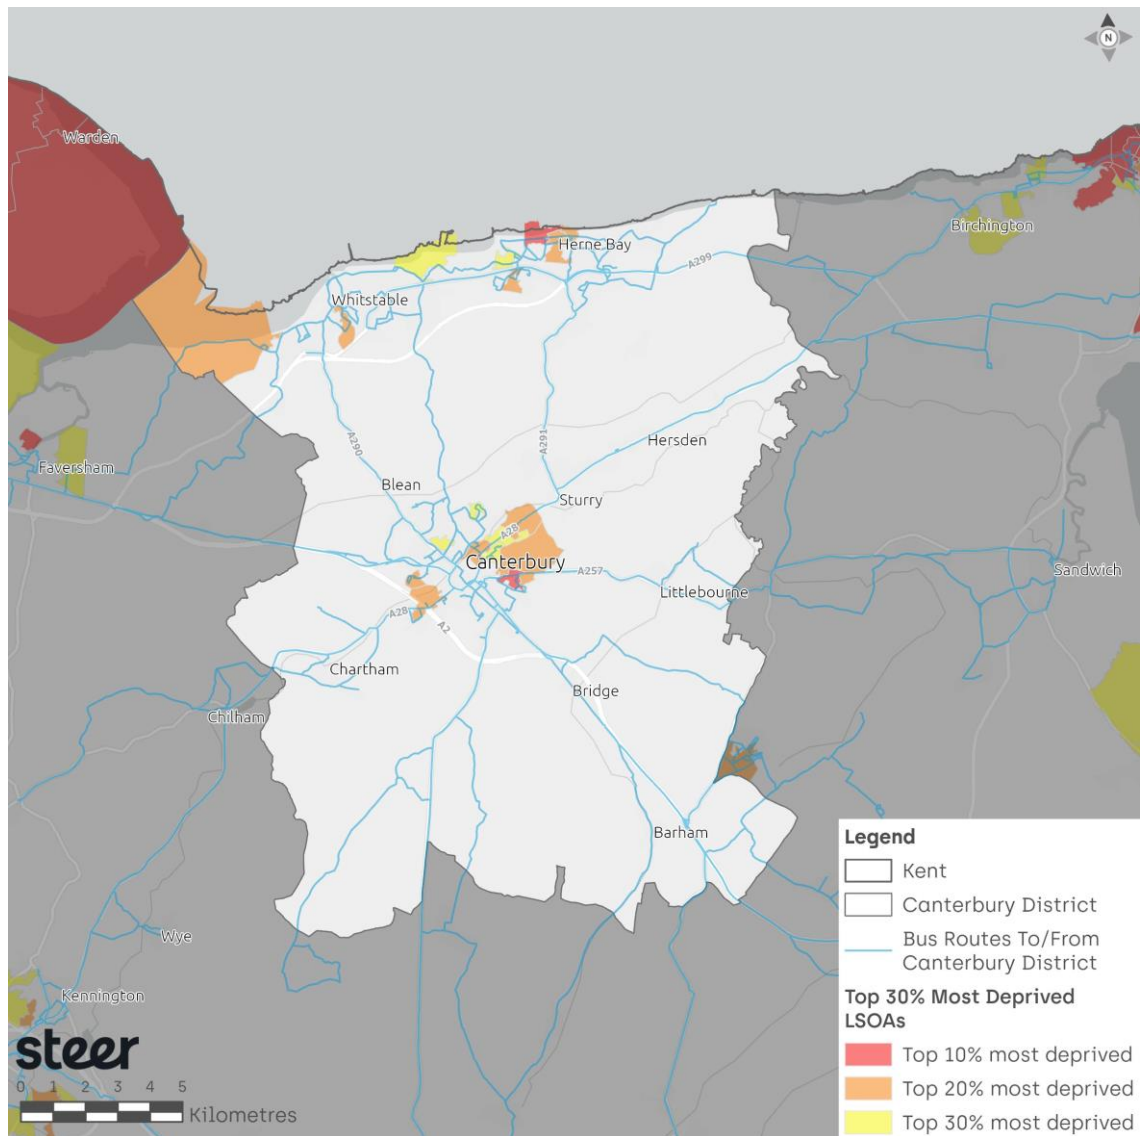 N
Warden
Birchington
Herne Bay
A299
Whitstable
A290
A291
Hersden
Faversham
Blean
Sturry
A28
Canterbury
A257
Sandwich
Littlebourne
A28
A2
Chartham
Bridge
Chilham
Barham
Wye
Kennington
steer
0 1 2 3 4 5
Kilometres
Legend
Kent
Canterbury District
Bus Routes To/From
Canterbury District
Top 30% Most Deprived
LSOAs
Top 10% most deprived
Top 20% most deprived
Top 30% most deprived